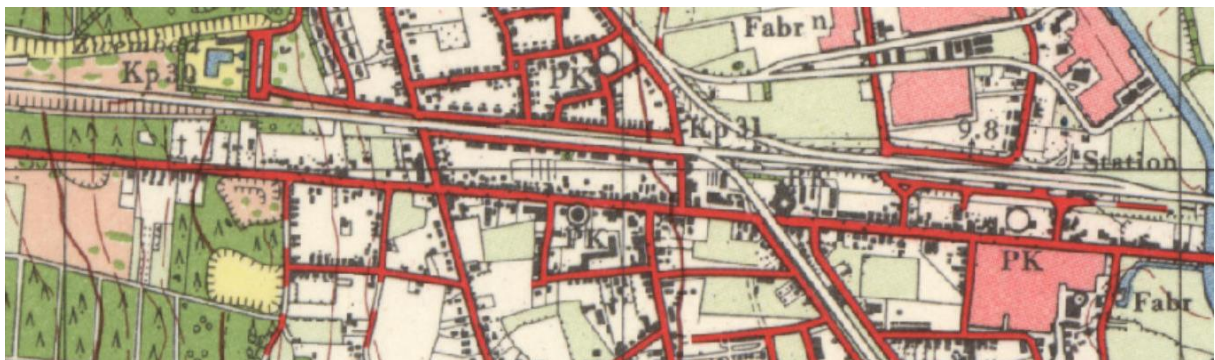 Fabr n
Kp 30
PK
Kp 31
9.8
Station
PK
PK
Fabr